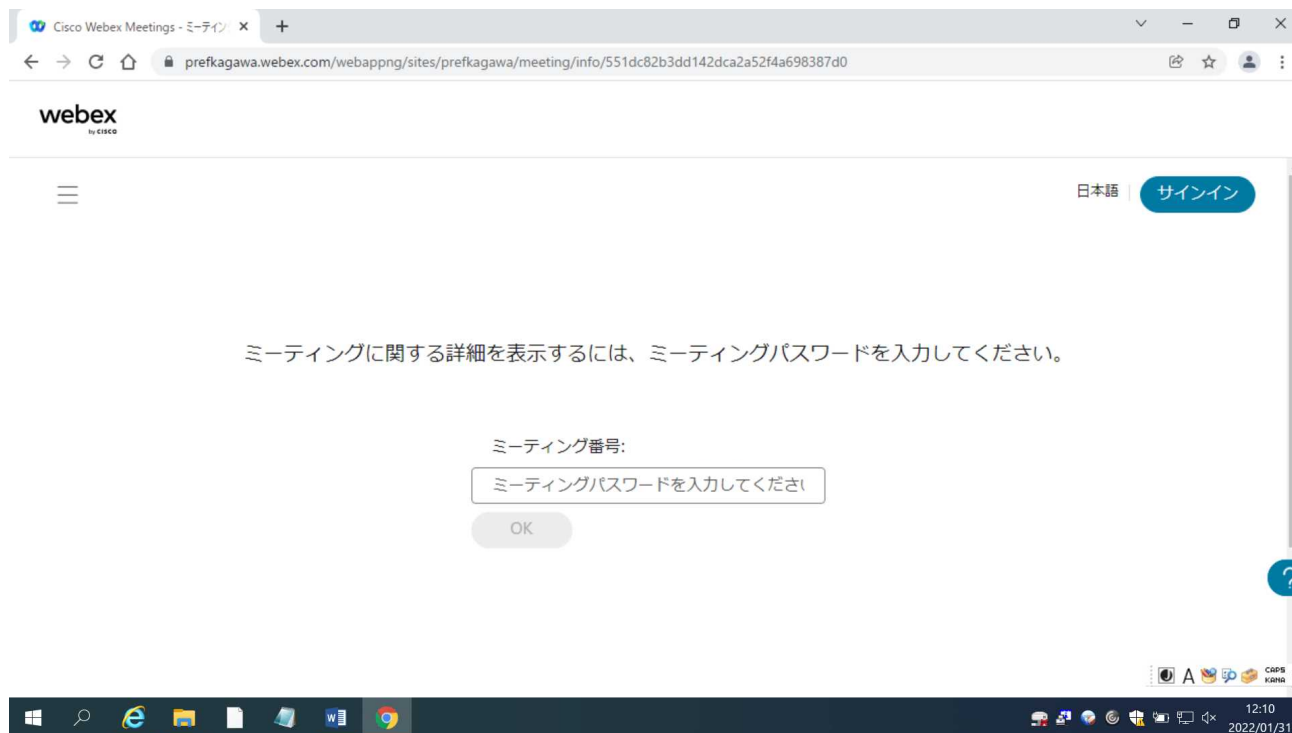 Cisco Webex Meetings - ミーティン
prefkagawa.webex.com/webappng/sites/prefkagawa/meeting/info/551dc82b3dd142dca2a52f4a698387d0
webex
by CISCO
日本語
サインイン
ミーティングに関する詳細を表示するには、ミーティングパスワードを入力してください。
ミーティング番号:
ミーティングパスワードを入力してください
OK
?
A
CAPS
KANA
12:10
2022/01/31